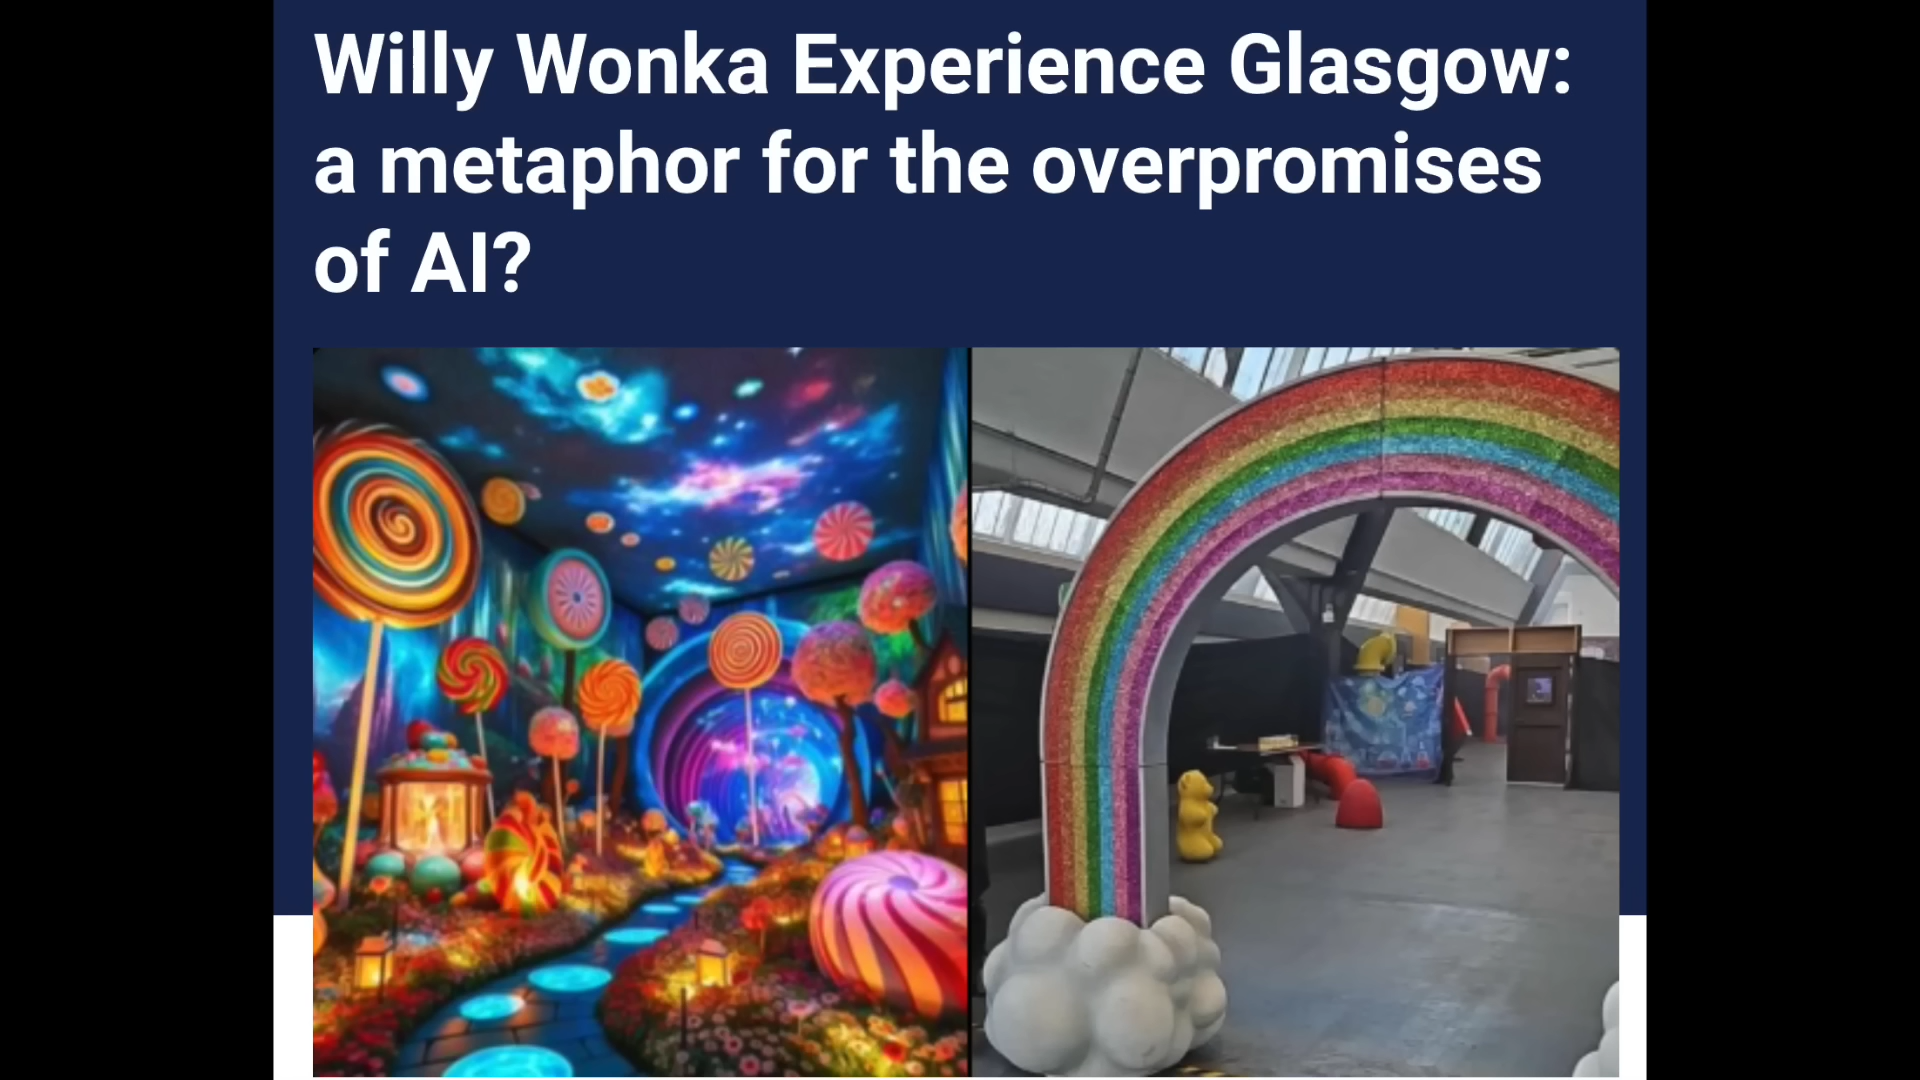 Willy Wonka Experience Glasgow:
a metaphor for the overpromises
of AI?